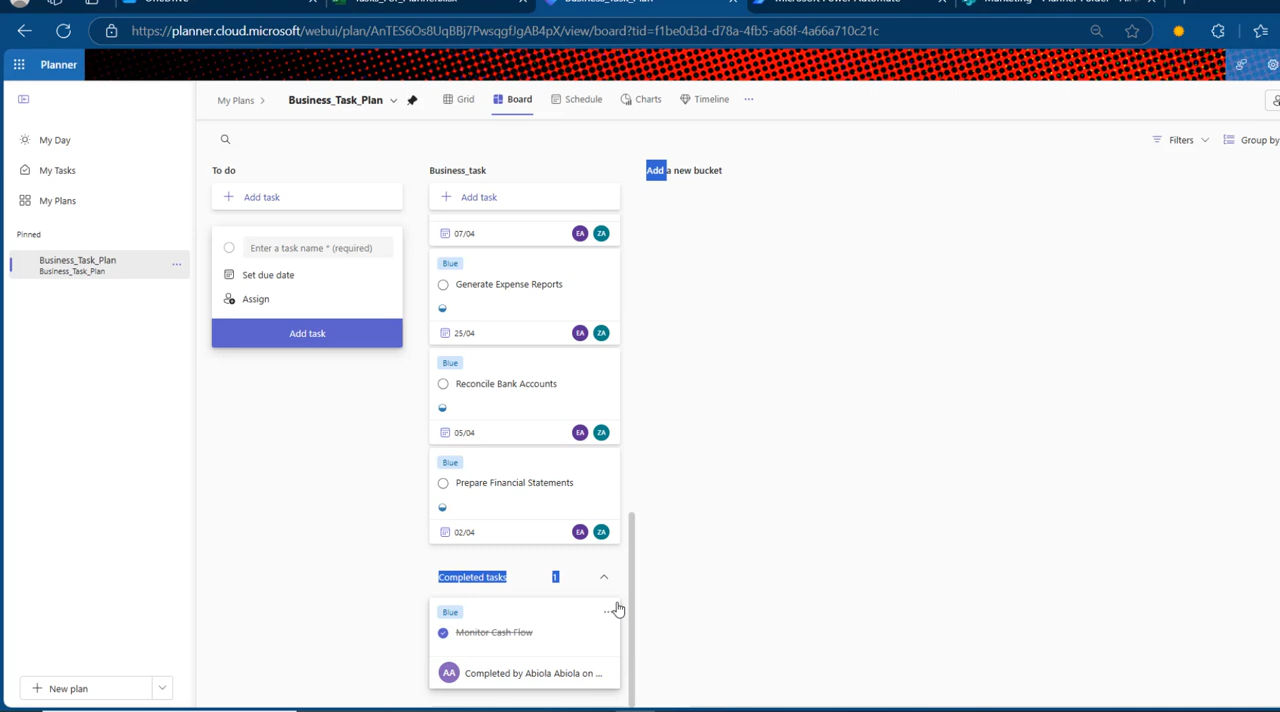 https://planner.cloud.microsoft/webui/plan/AnTES6Os8UqBBj7PwsqgfJgAB4pX/view/board?tid=f1be0d3d-d78a-4fb5-a68f-4a66a710c21c
Planner
My Plans
Business_Task_Plan
Grid
Board
Schedule
Charts
Timeline
My Day
My Tasks
My Plans
Pinned
Business_Task_Plan
Business_Task_Plan
New plan
Filters
Group by
To do
Add task
Enter a task name * (required)
Set due date
Assign
Add task
Business_task
Add task
07/04 EA ZA
Blue
Generate Expense Reports
25/04 EA ZA
Blue
Reconcile Bank Accounts
05/04 EA ZA
Blue
Prepare Financial Statements
02/04 EA ZA
Completed tasks 1
Blue
Monitor Cash Flow
AA Completed by Abiola Abiola on ...
Add a new bucket